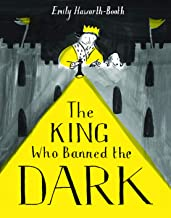 Emily Haworth-Booth
The
KING
Who Banned the
DARK